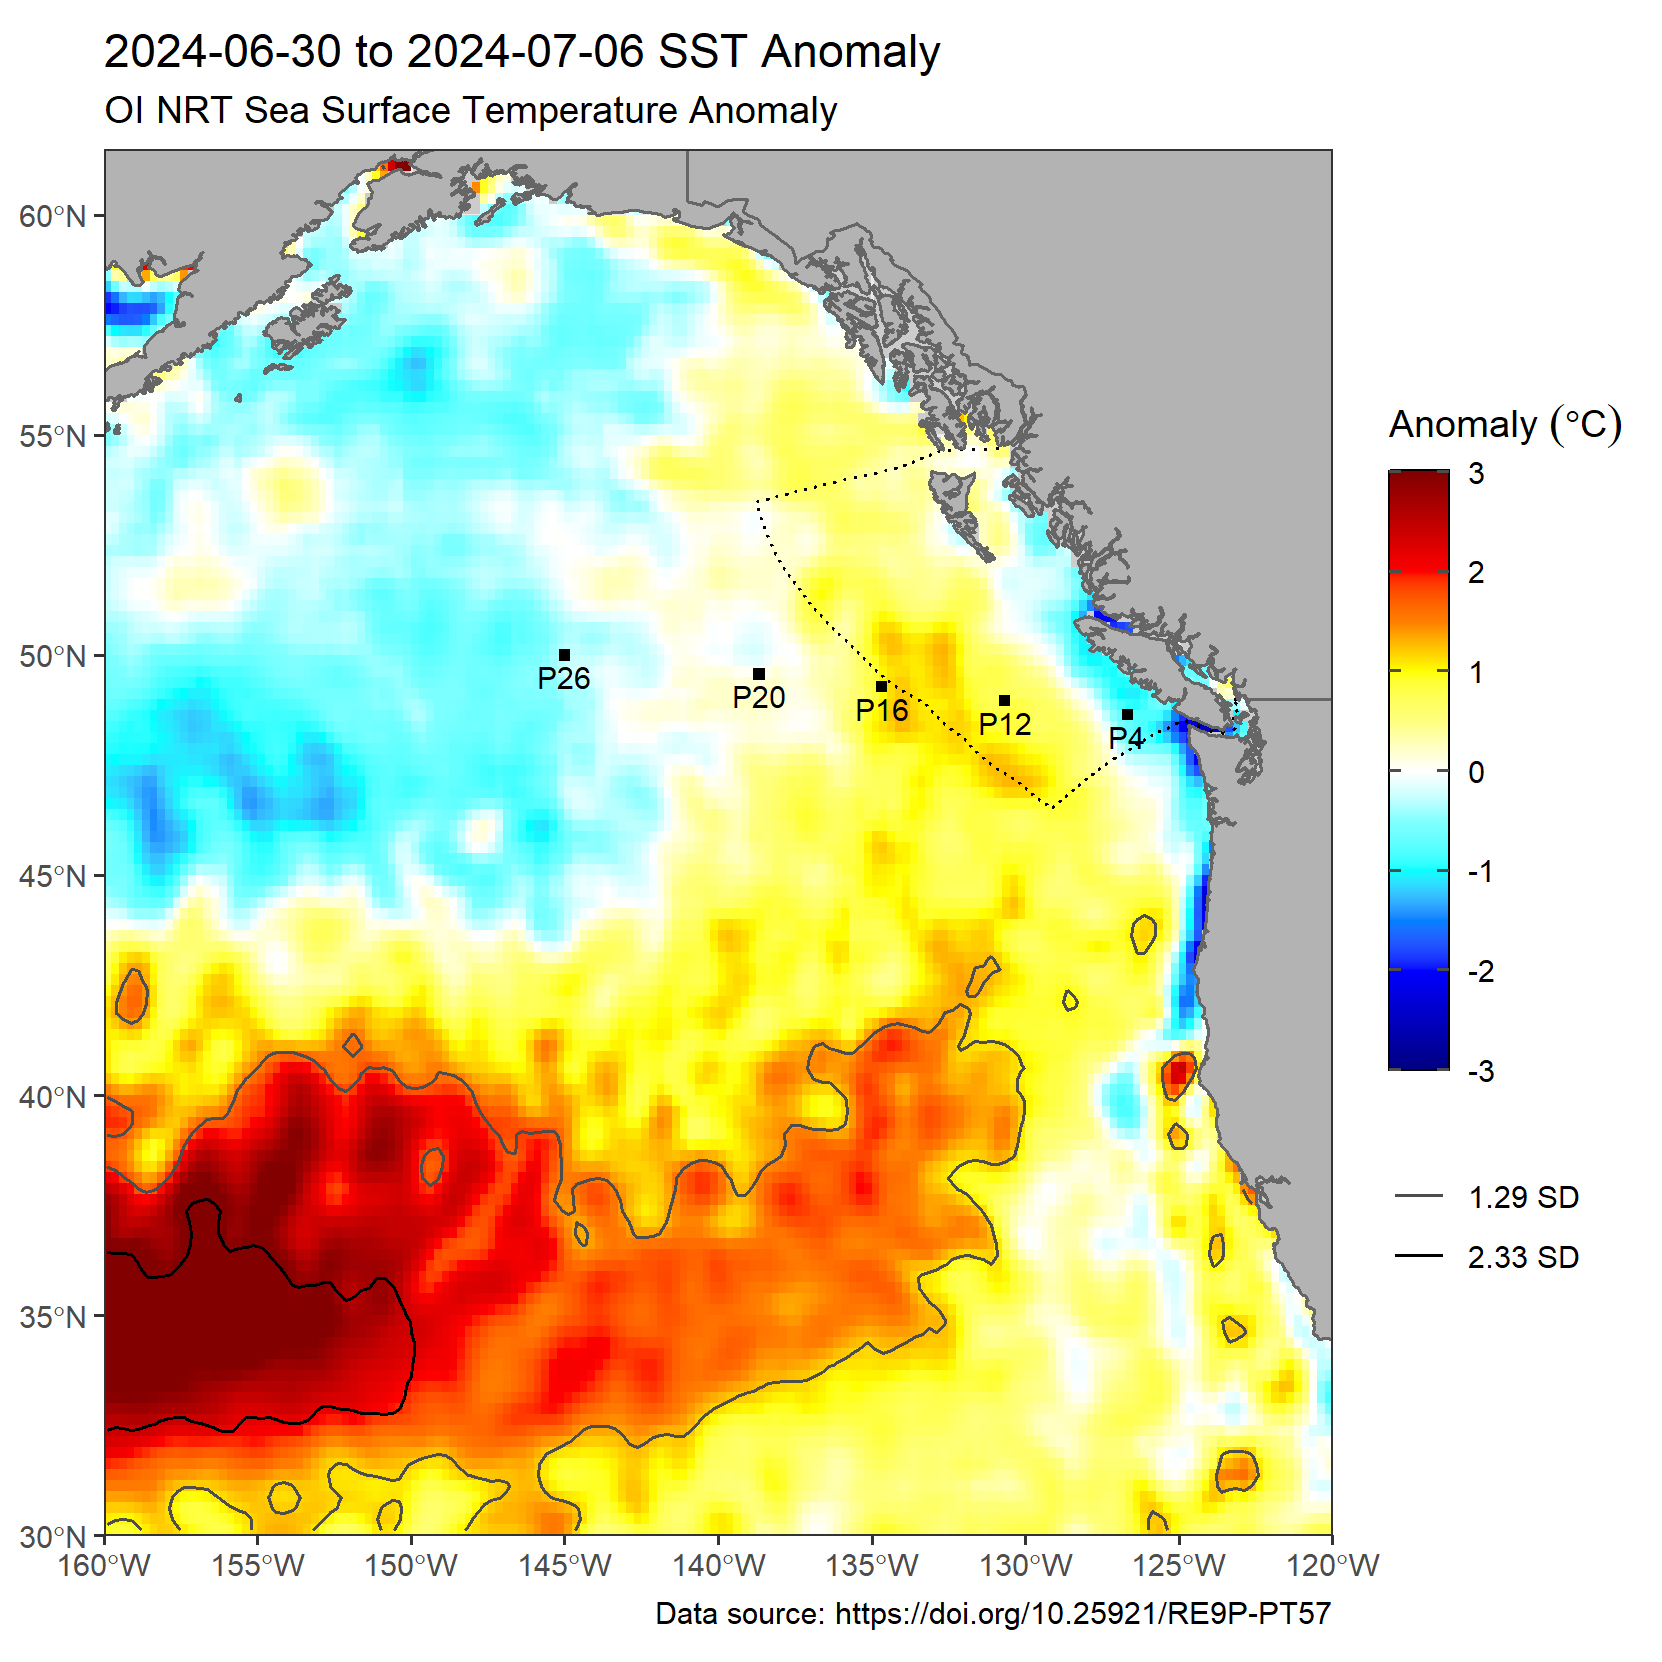 2024-06-30 to 2024-07-06 SST Anomaly
OI NRT Sea Surface Temperature Anomaly
60°N
55°N
50°N
45°N
40°N
35°N
30°N
P26
P20
P16
P12
P4
160°W
155°W
150°W
145°W
140°W
135°W
130°W
125°W
120°W
Anomaly (°C)
3
2
1
0
-1
-2
-3
1.29 SD
2.33 SD
Data source: https://doi.org/10.25921/RE9P-PT57